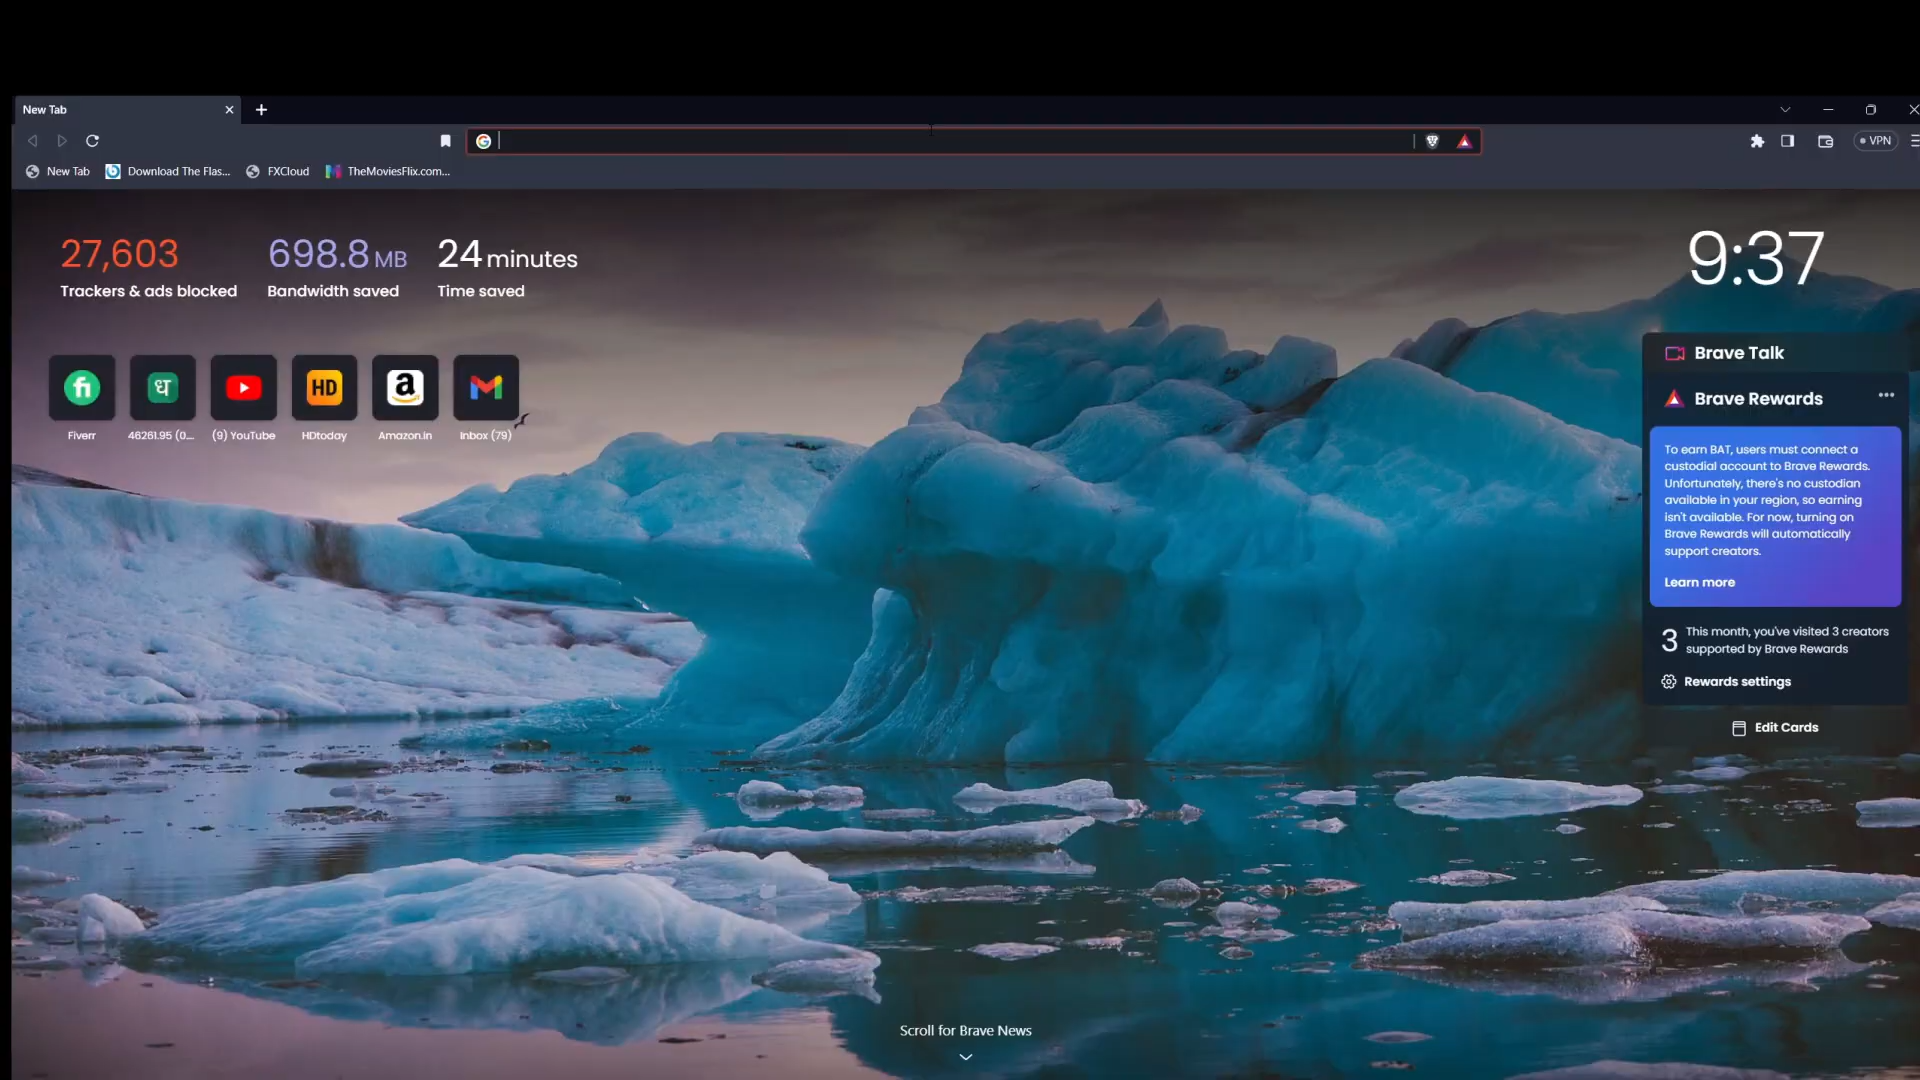 New Tab
VPN
New Tab
Download The Flas...
FXCloud
TheMoviesFlix.com...
27,603
Trackers & ads blocked
698.8 MB
Bandwidth saved
24 minutes
Time saved
9:37
fi
ध
HD
a
Fiverr
46261.95 (0....
(9) YouTube
HDtoday
Amazon.in
Inbox (79)
Brave Talk
Brave Rewards
To earn BAT, users must connect a
custodial account to Brave Rewards.
Unfortunately, there's no custodian
available in your region, so earning
isn't available. For now, turning on
Brave Rewards will automatically
support creators.
Learn more
3
This month, you've visited 3 creators
supported by Brave Rewards
Rewards settings
Edit Cards
Scroll for Brave News